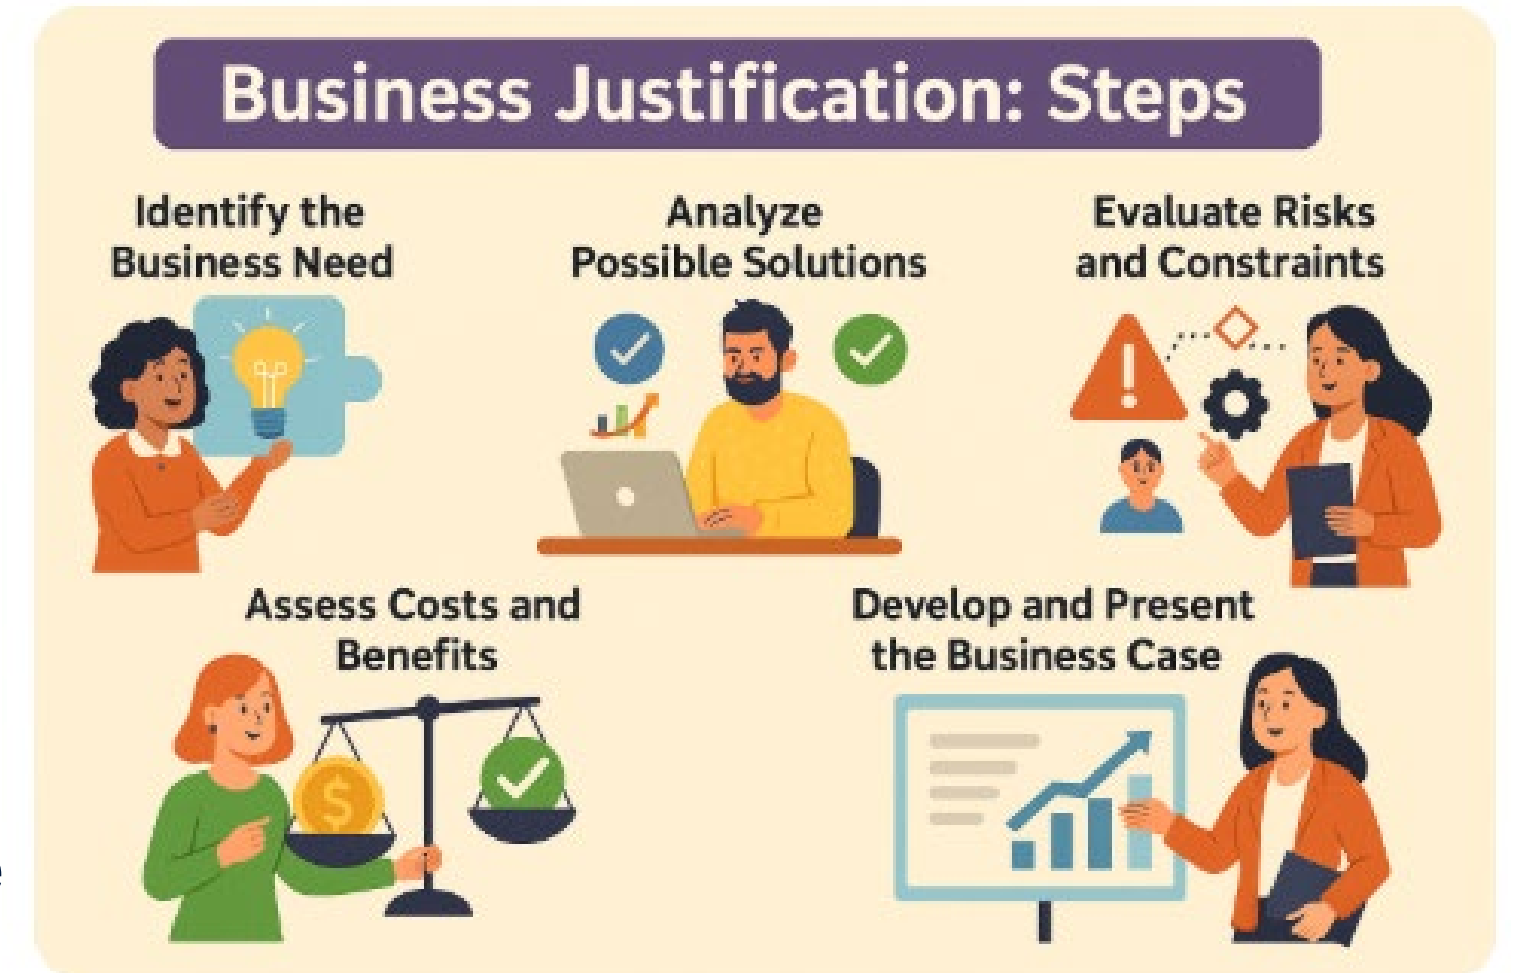 Business Justification: Steps
Identify the
Business Need
Analyze
Possible Solutions
Evaluate Risks
and Constraints
Assess Costs and
Benefits
Develop and Present
the Business Case
$
e